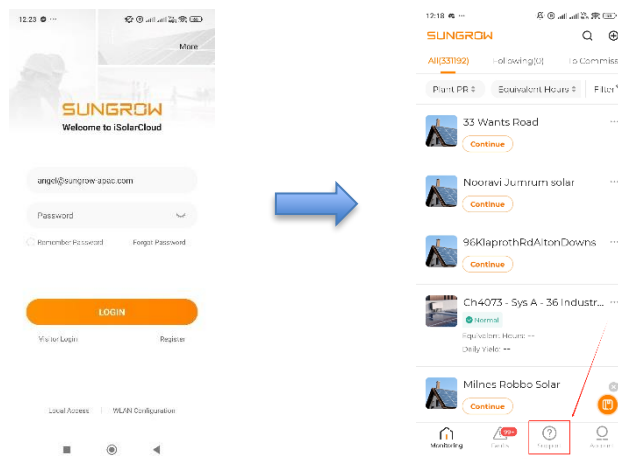 12:23
More
SUNGROW
Welcome to iSolarCloud
angel@sungrow-apac.com
Password
Remember Password Forgot Password
LOGIN
Visitor Login Register
Local Access WLAN Configuration
12:18
SUNGROW
All(331192) Following(0) To Commiss
Plant PR Equivalent Hours Filter
33 Wants Road
Continue
Nooravi Jumrum solar
Continue
96KlaprothRdAltonDowns
Continue
Ch4073 - Sys A - 36 Industr...
Normal
Equivalent Hours: --
Daily Yield: --
Milnes Robbo Solar
Continue
99+
Monitoring